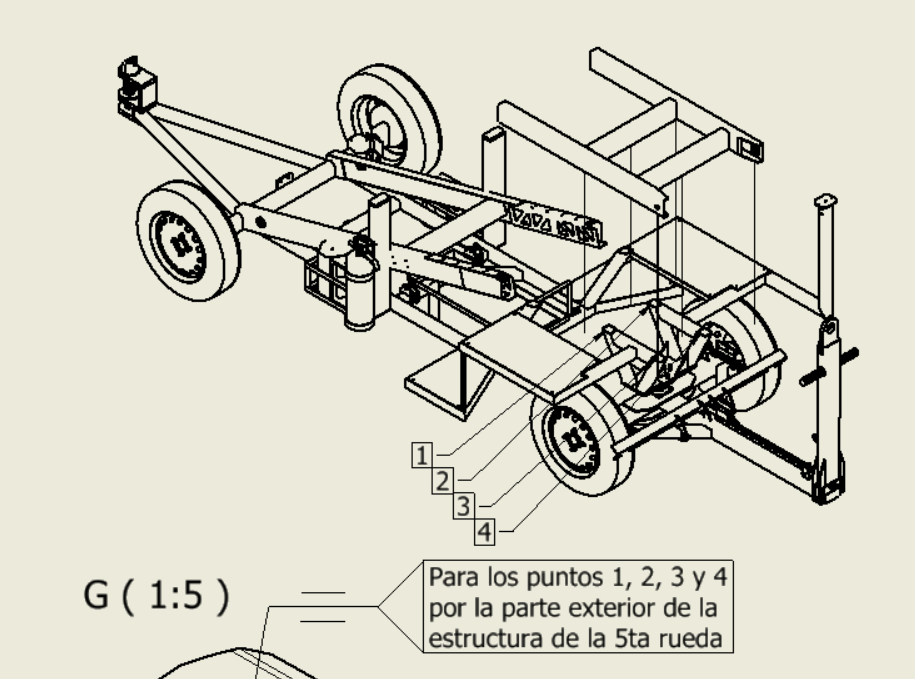 1
2
3
4
G ( 1:5 )
Para los puntos 1, 2, 3 y 4
por la parte exterior de la
estructura de la 5ta rueda